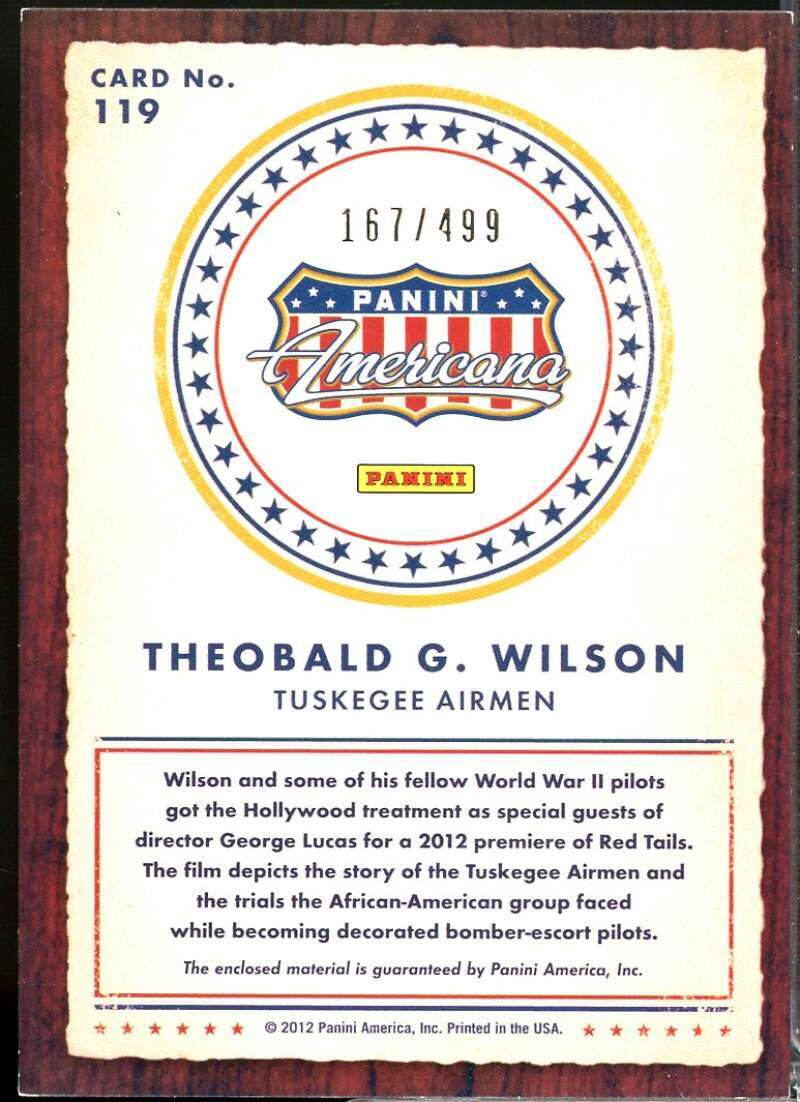 CARD No.
119
167/499
PANINI®
Americana
PANINI
THEOBALD G. WILSON
TUSKEGEE AIRMEN
Wilson and some of his fellow World War II pilots
got the Hollywood treatment as special guests of
director George Lucas for a 2012 premiere of Red Tails.
The film depicts the story of the Tuskegee Airmen and
the trials the African-American group faced
while becoming decorated bomber-escort pilots.
The enclosed material is guaranteed by Panini America, Inc.
© 2012 Panini America, Inc. Printed in the USA.